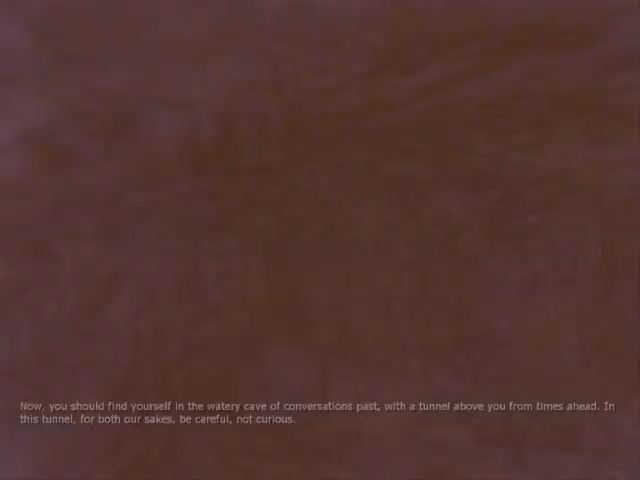 Now, you should find yourself in the watery cave of conversations past, with a tunnel above you from times ahead. In
this tunnel, for both our sakes, be careful, not curious.